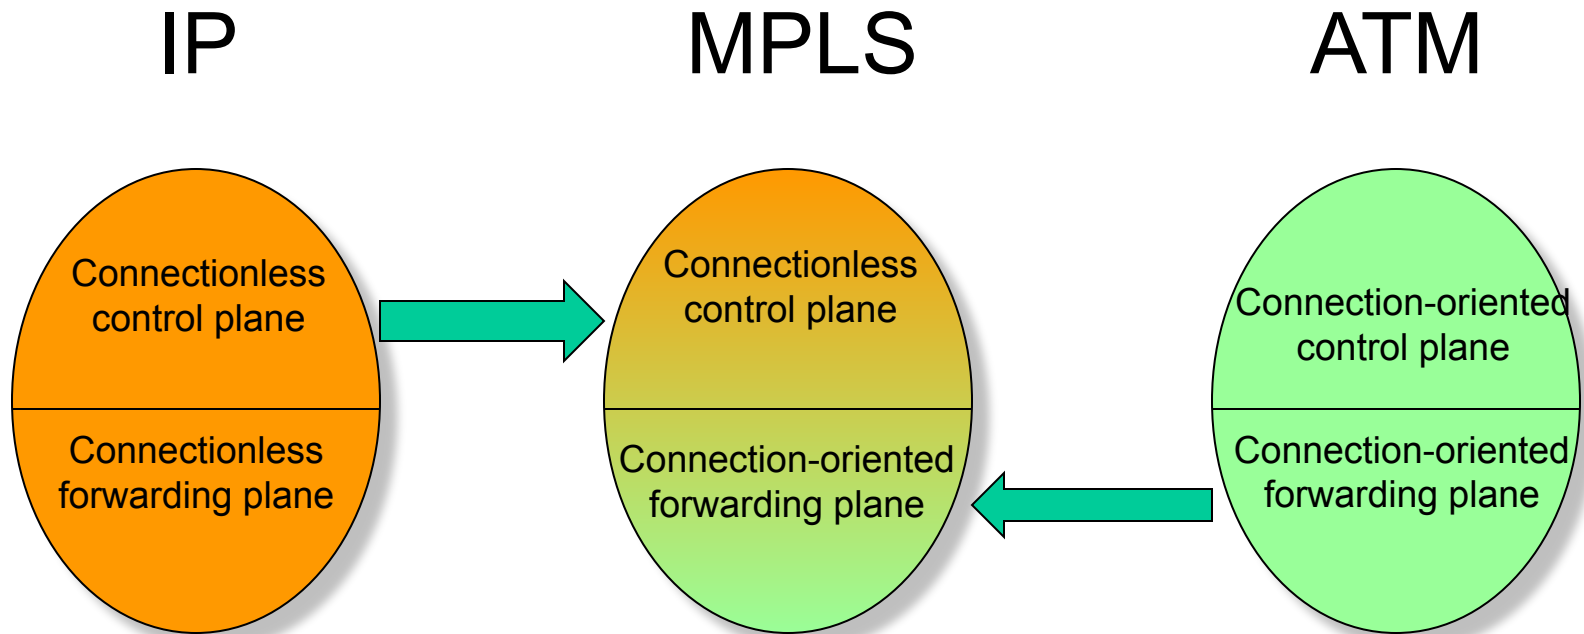 IP
MPLS
ATM
Connectionless
control plane
Connectionless
forwarding plane
Connectionless
control plane
Connection-oriented
forwarding plane
Connection-oriented
control plane
Connection-oriented
forwarding plane